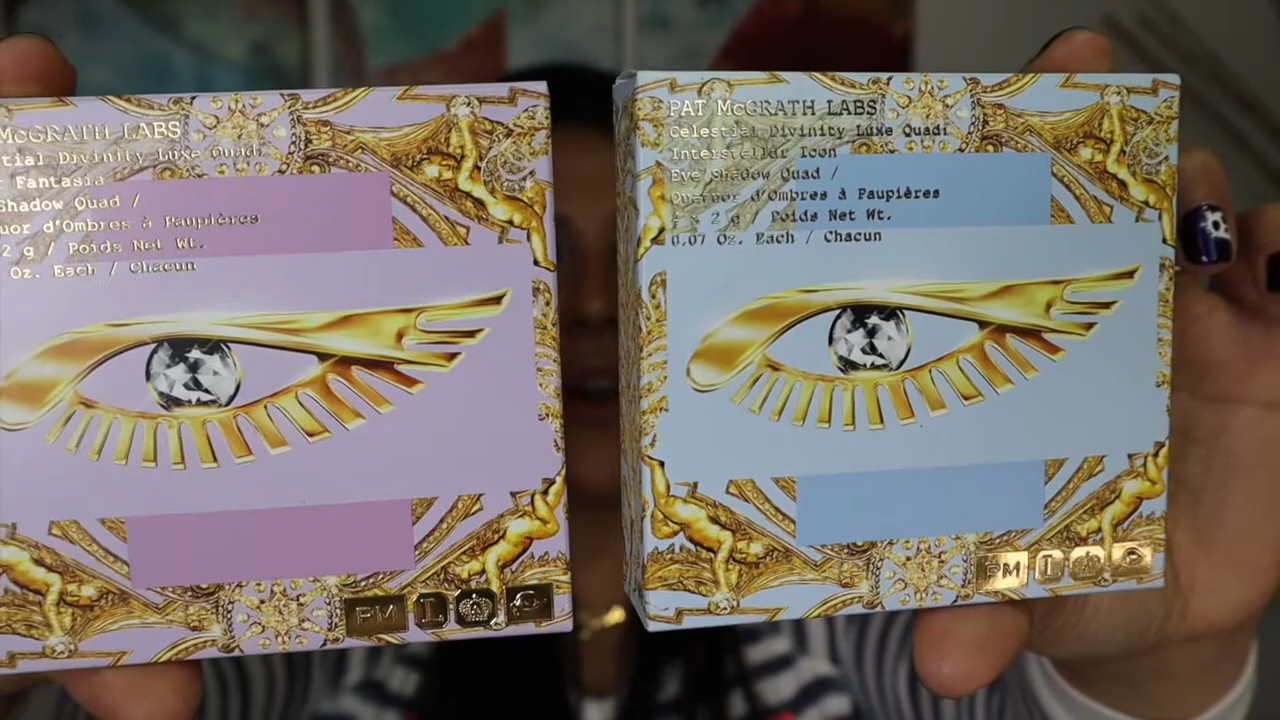 McGRATH LABS
stial Divinity Luxe Quad:
Fantasia
Shadow Quad /
uor d'Ombres à Paupières
2 g / Poids Net Wt.
Oz. Each / Chacun
PM L
PAT McGRATH LABS
Celestial Divinity Luxe Quad:
Interstellar Icon
Eye Shadow Quad /
Quatuor d'Ombres à Paupières
4 x 2 g / Poids Net Wt.
0.07 Oz. Each / Chacun
PM L